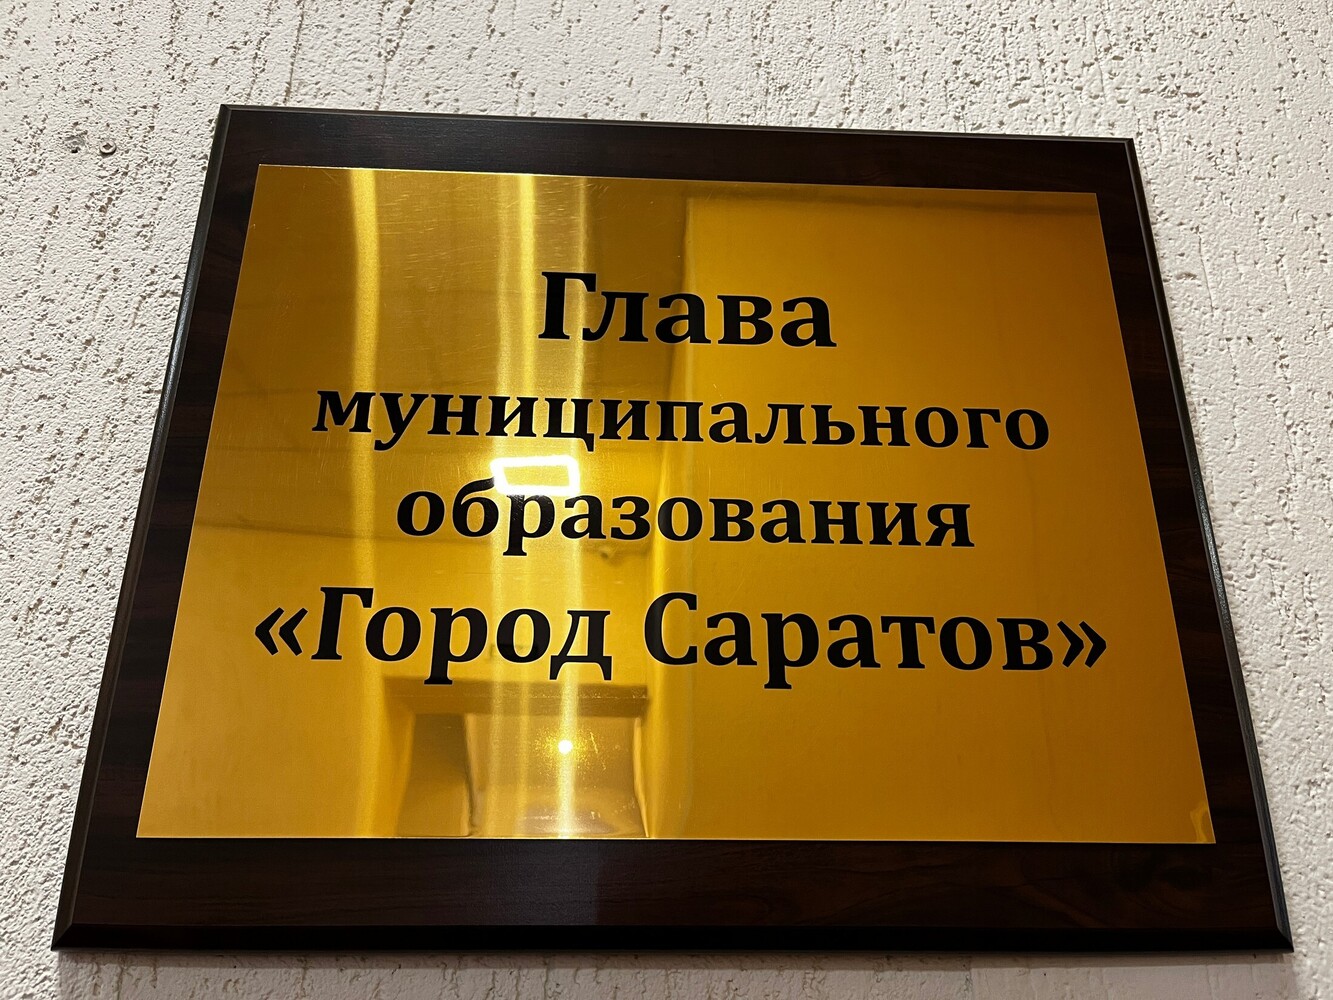 Глава
муниципального
образования
«Город Саратов»